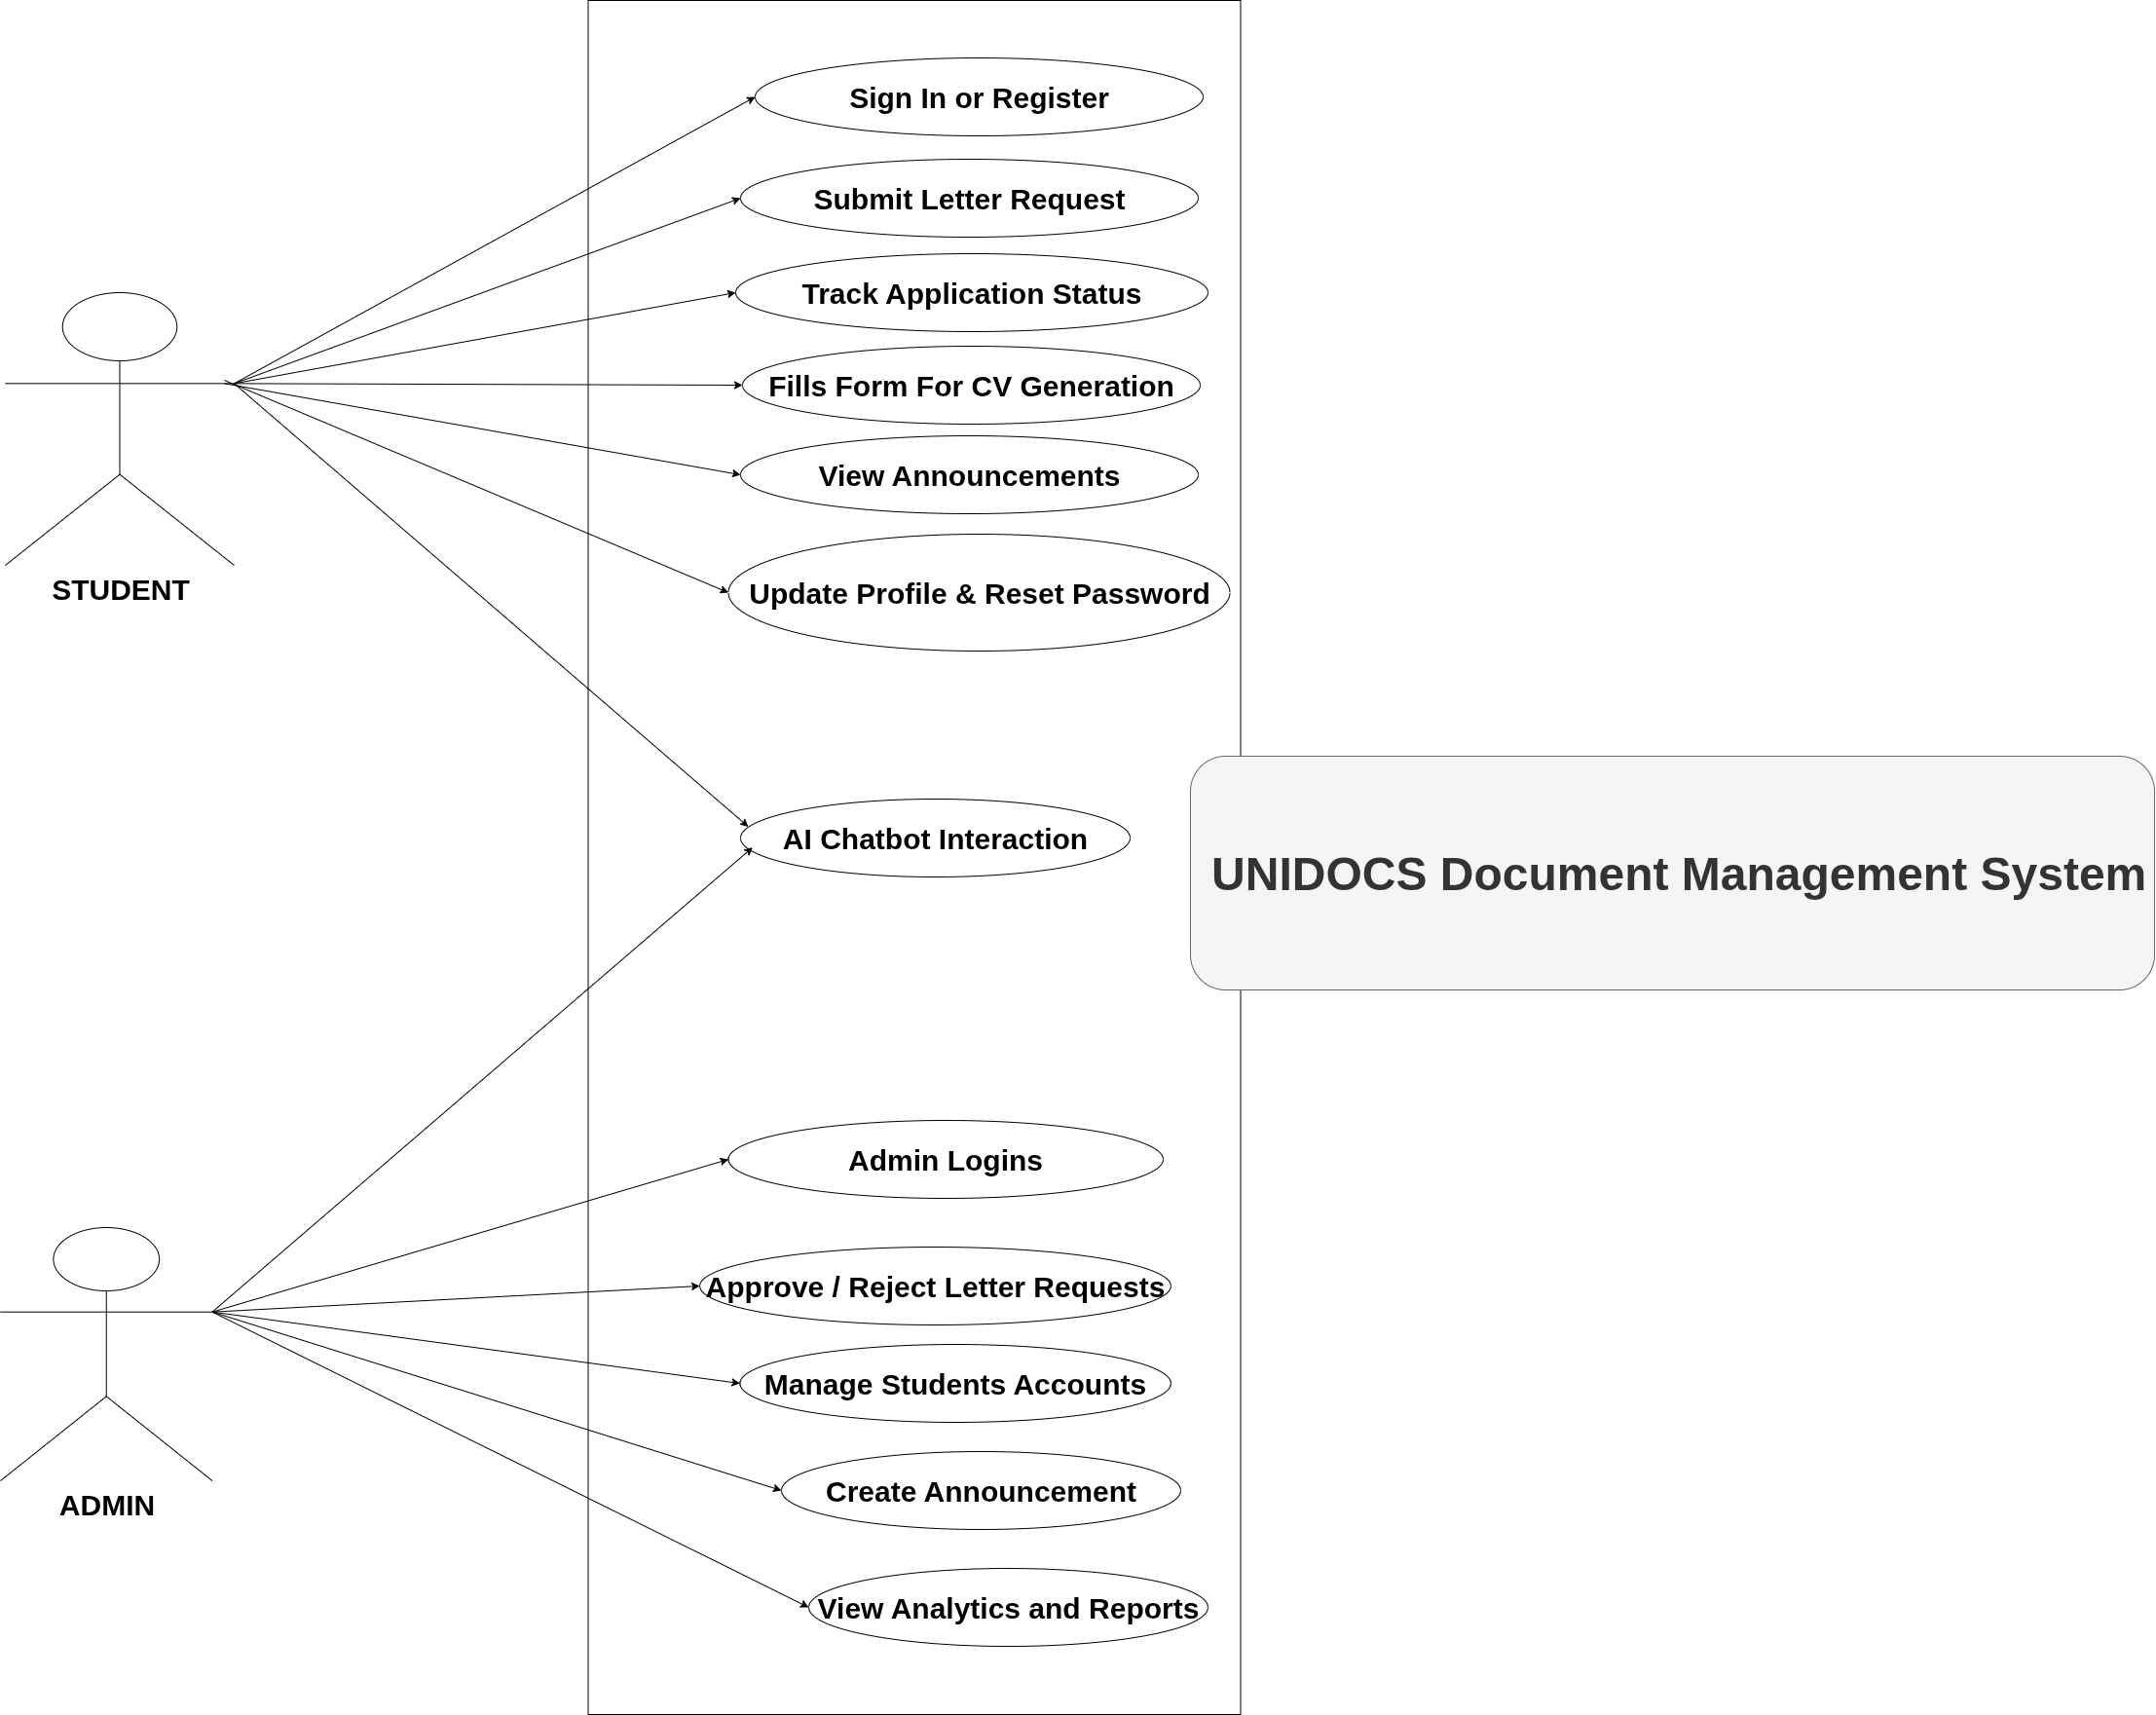 Sign In or Register
Submit Letter Request
Track Application Status
Fills Form For CV Generation
View Announcements
STUDENT
Update Profile & Reset Password
AI Chatbot Interaction
UNIDOCS Document Management System
Admin Logins
Approve / Reject Letter Requests
Manage Students Accounts
Create Announcement
ADMIN
View Analytics and Reports